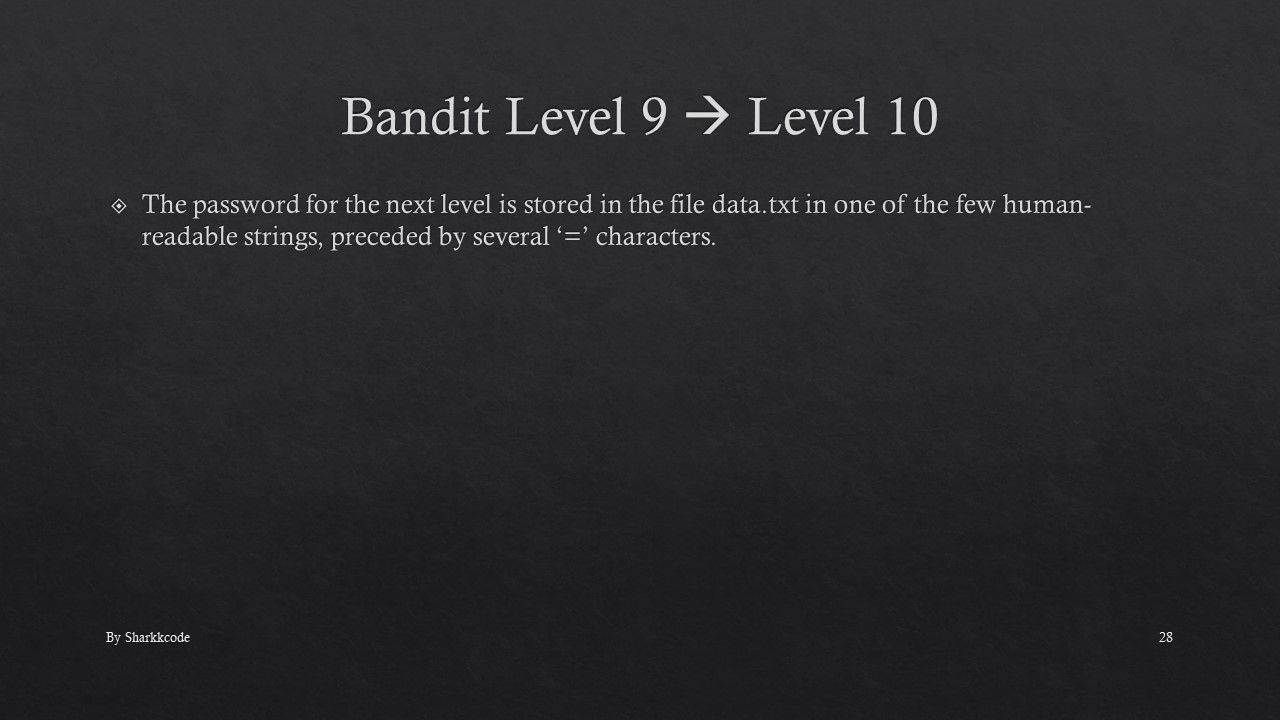 Bandit Level 9 → Level 10
The password for the next level is stored in the file data.txt in one of the few human-
readable strings, preceded by several ‘=’ characters.
By Sharkkcode
28